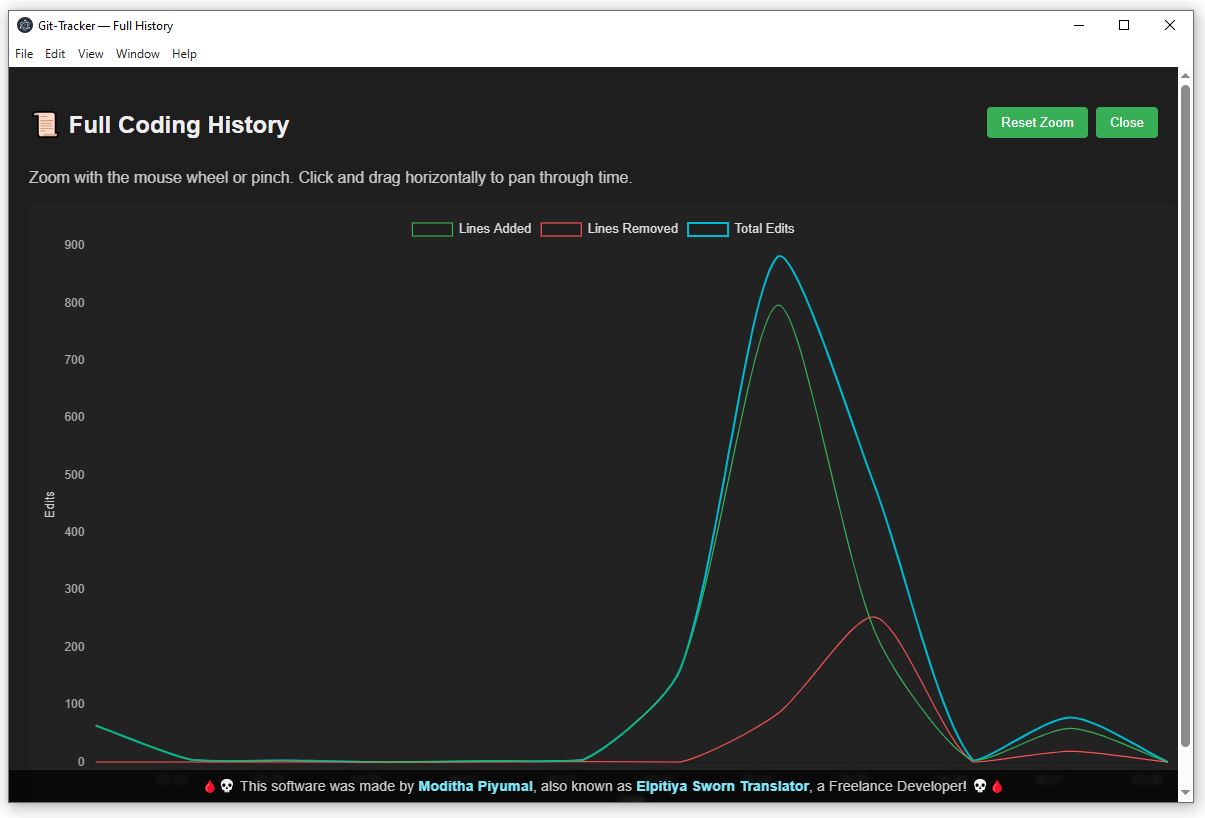 Git-Tracker — Full History
File Edit View Window Help
📜 Full Coding History
Reset Zoom Close
Zoom with the mouse wheel or pinch. Click and drag horizontally to pan through time.
Lines Added Lines Removed Total Edits
900
800
700
600
500
Edits
400
300
200
100
0
🩸💀 This software was made by Moditha Piyumal, also known as Elpitiya Sworn Translator, a Freelance Developer! 💀🩸